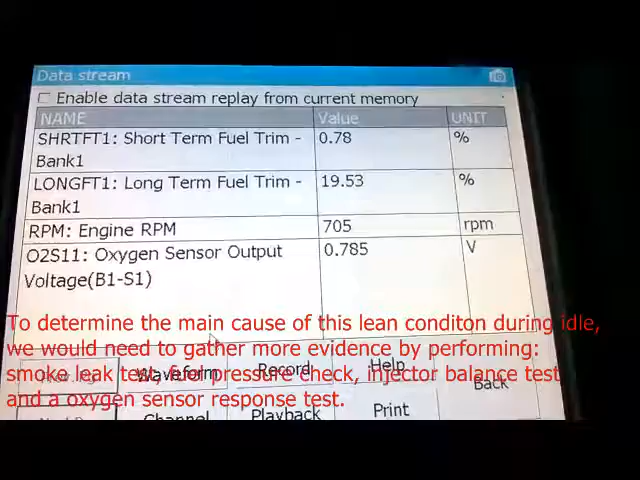 Data stream
Enable data stream replay from current memory
NAME Value UNIT
SHRTFT1: Short Term Fuel Trim - 0.78 %
Bank1
LONGFT1: Long Term Fuel Trim - 19.53 %
Bank1
RPM: Engine RPM 705 rpm
O2S11: Oxygen Sensor Output 0.785 V
Voltage(B1-S1)
To determine the main cause of this lean conditon during idle,
we would need to gather more evidence by performing:
smoke leak test, fuel pressure check, injector balance test
and a oxygen sensor response test.
Waveform Record Help Back
Channel Playback Print